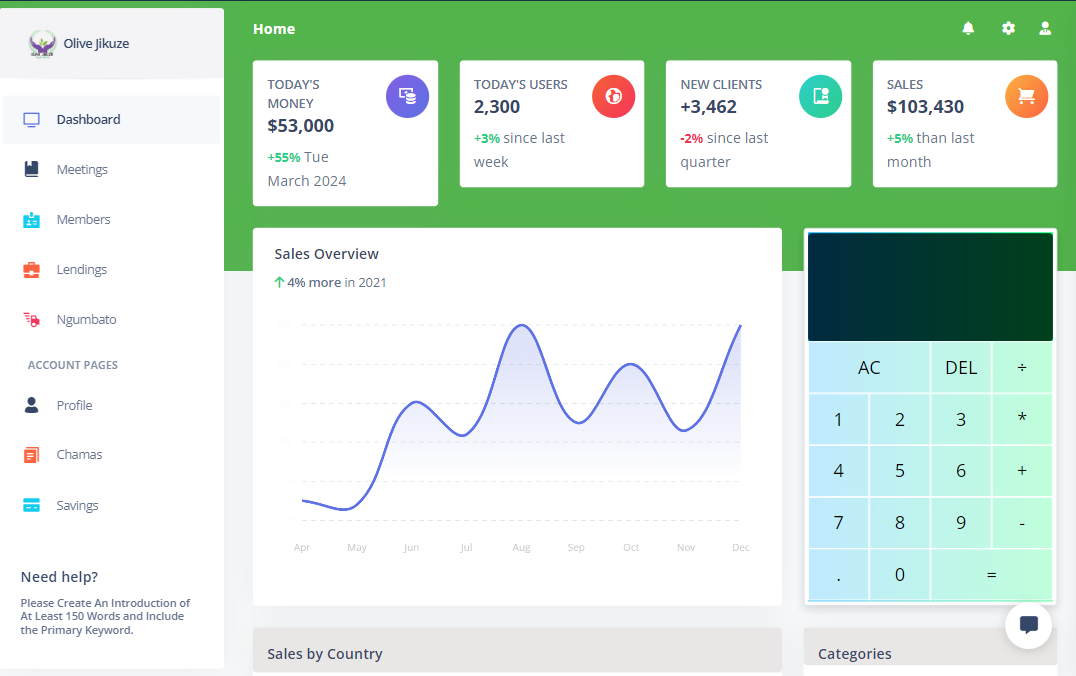 Olive Jikuze
Dashboard
Meetings
Members
Lendings
Ngumbato
ACCOUNT PAGES
Profile
Chamas
Savings
Need help?
Please Create An Introduction of
At Least 150 Words and Include
the Primary Keyword.
Home
TODAY'S
MONEY
$53,000
+55% Tue
March 2024
TODAY'S USERS
2,300
+3% since last
week
NEW CLIENTS
+3,462
-2% since last
quarter
SALES
$103,430
+5% than last
month
Sales Overview
4% more in 2021
Apr May Jun Jul Aug Sep Oct Nov Dec
AC DEL ÷
1 2 3 *
4 5 6 +
7 8 9 -
. 0 =
Sales by Country
Categories